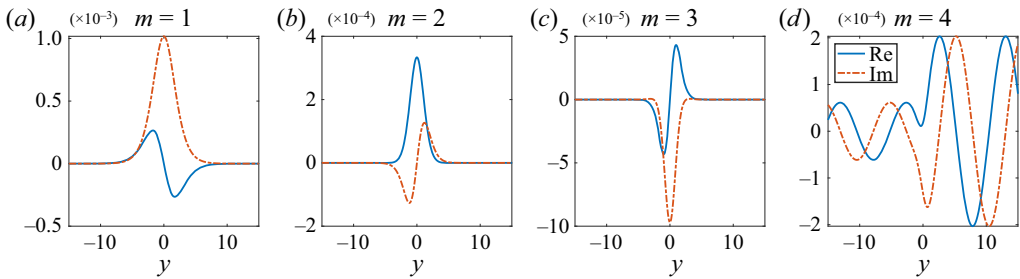 (a) (×10⁻³) m = 1
1.0
0.5
0
−0.5
−10 0 10
y
(b) (×10⁻⁴) m = 2
4
2
0
−2
−10 0 10
y
(c) (×10⁻⁵) m = 3
5
0
−5
−10
−10 0 10
y
(d) (×10⁻⁴) m = 4
2
1
0
−1
−2
Re
Im
−10 0 10
y